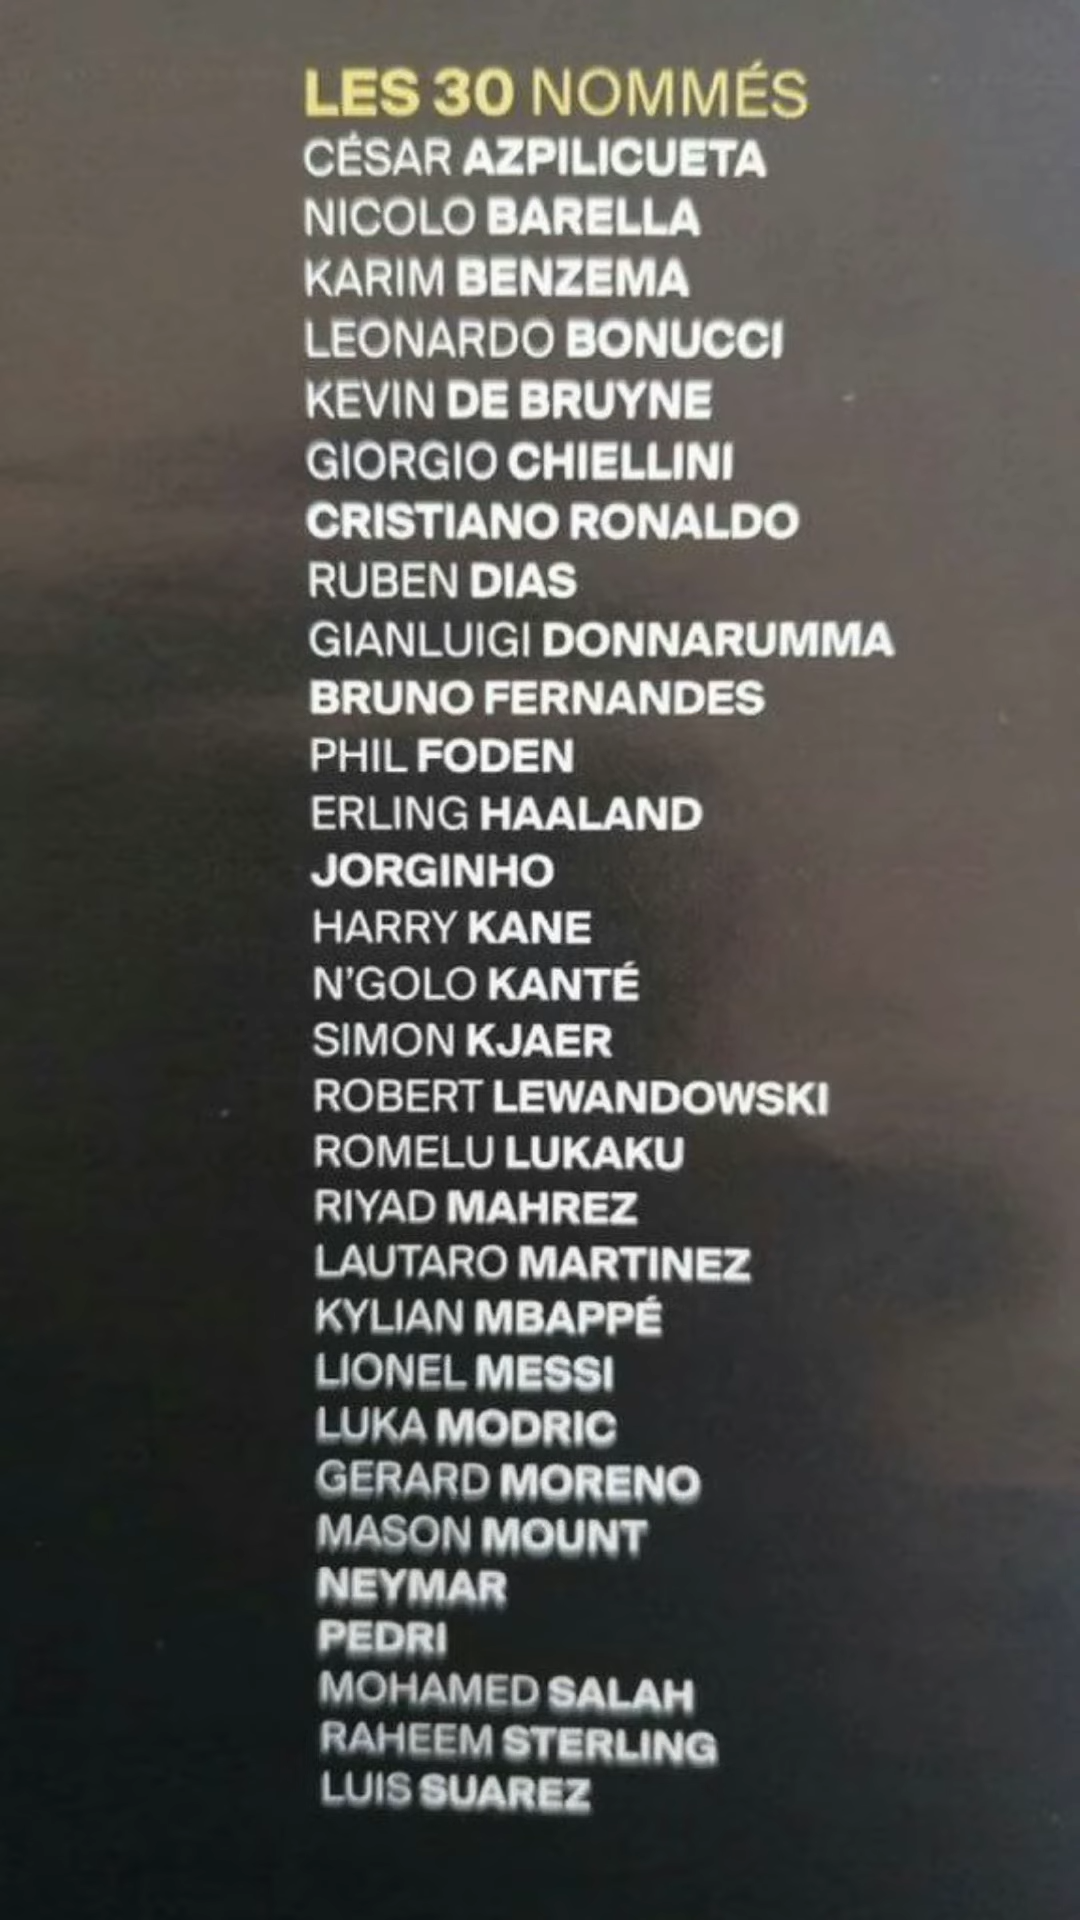 LES 30 NOMMÉS
CÉSAR AZPILICUETA
NICOLO BARELLA
KARIM BENZEMA
LEONARDO BONUCCI
KEVIN DE BRUYNE
GIORGIO CHIELLINI
CRISTIANO RONALDO
RUBEN DIAS
GIANLUIGI DONNARUMMA
BRUNO FERNANDES
PHIL FODEN
ERLING HAALAND
JORGINHO
HARRY KANE
N'GOLO KANTÉ
SIMON KJAER
ROBERT LEWANDOWSKI
ROMELU LUKAKU
RIYAD MAHREZ
LAUTARO MARTINEZ
KYLIAN MBAPPÉ
LIONEL MESSI
LUKA MODRIC
GERARD MORENO
MASON MOUNT
NEYMAR
PEDRI
MOHAMED SALAH
RAHEEM STERLING
LUIS SUAREZ